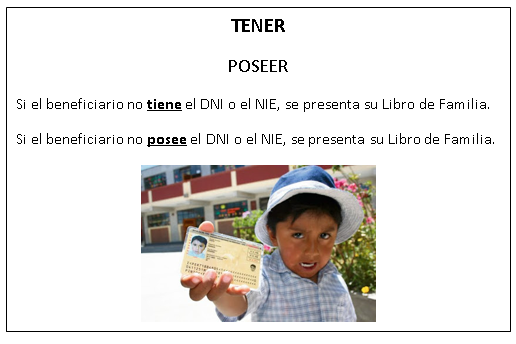 TENER
POSEER
Si el beneficiario no tiene el DNI o el NIE, se presenta su Libro de Familia.
Si el beneficiario no posee el DNI o el NIE, se presenta su Libro de Familia.